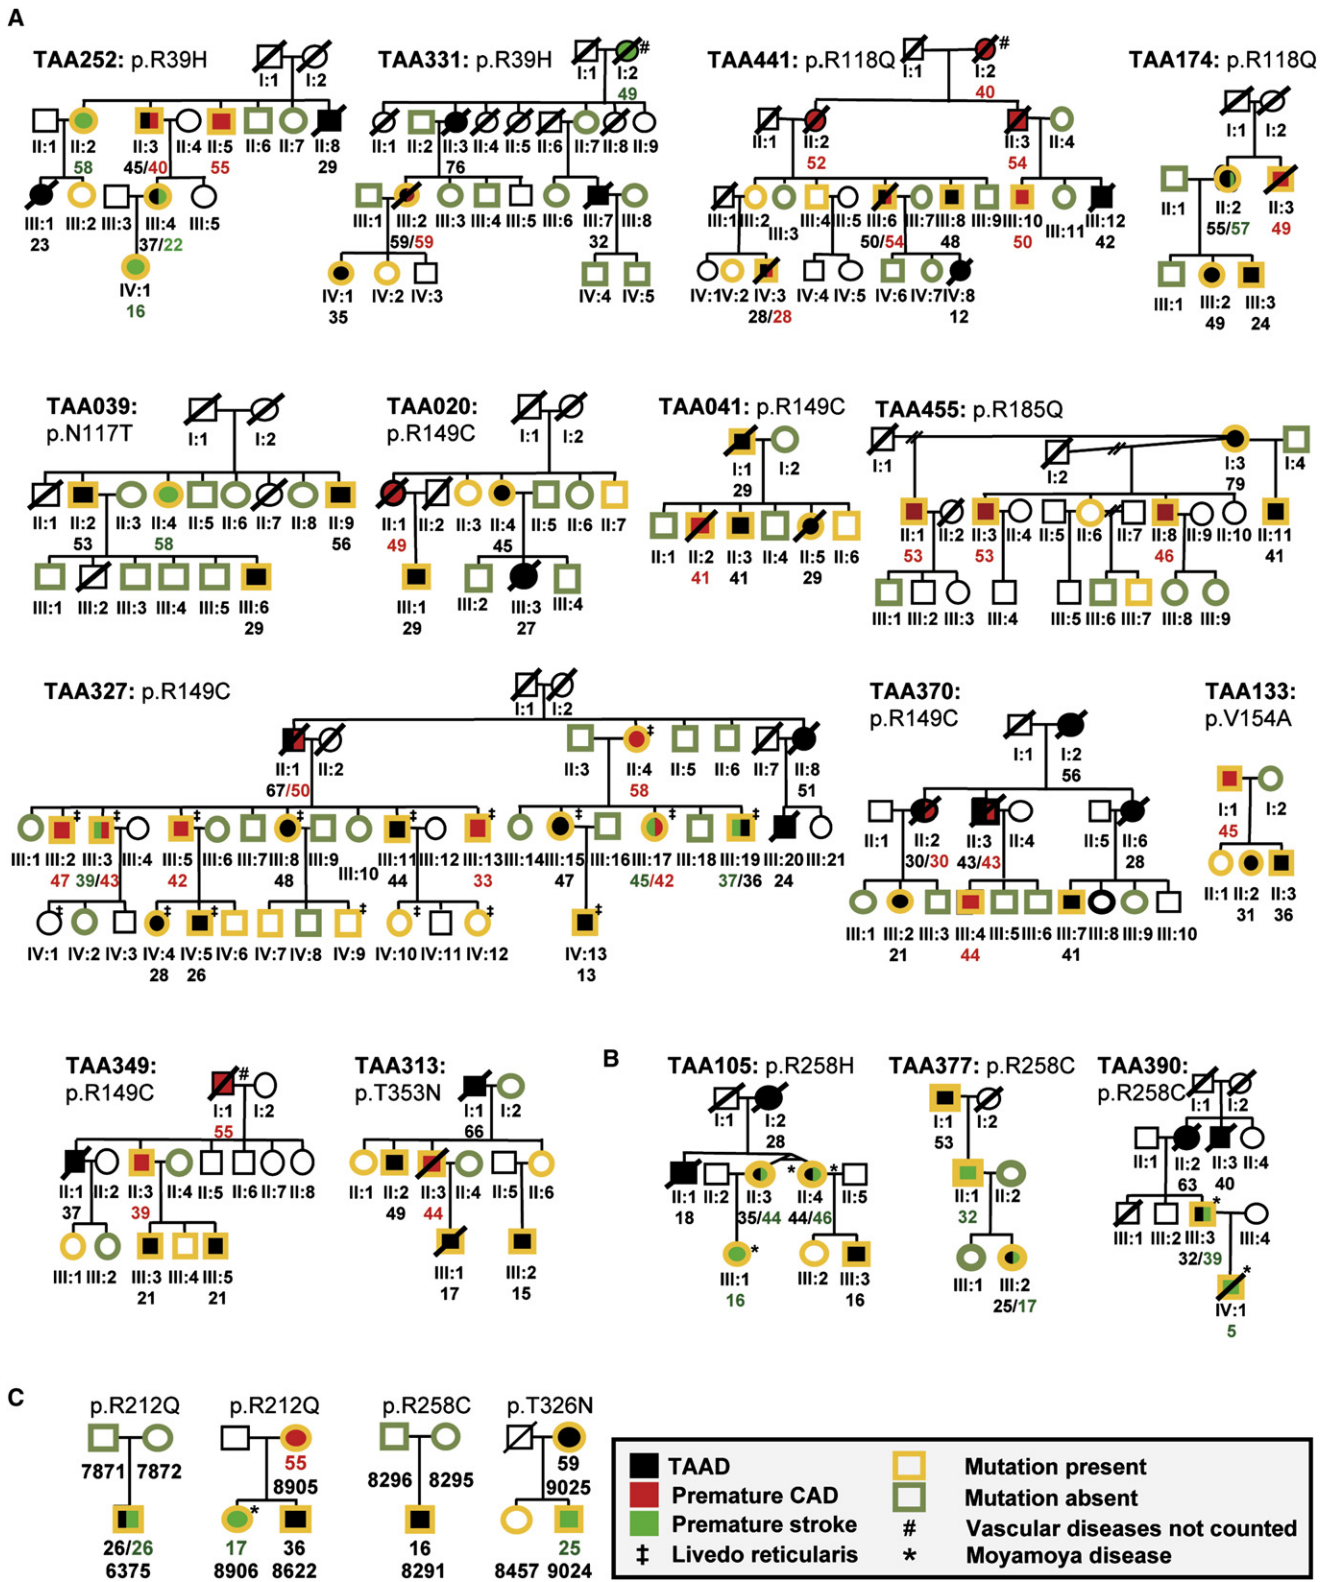 A
TAA252: p.R39H
I:1 I:2
II:1 II:2 II:3 II:4 II:5 II:6 II:7 II:8
58 45/40 55 29
III:1 III:2 III:3 III:4 III:5
23 37/22
IV:1
16
TAA331: p.R39H
#
I:1 I:2
49
II:1 II:2 II:3 II:4 II:5 II:6 II:7 II:8 II:9
76
III:1 III:2 III:3 III:4 III:5 III:6 III:7 III:8
59/59 32
IV:1 IV:2 IV:3 IV:4 IV:5
35
TAA441: p.R118Q
#
I:1 I:2
40
II:1 II:2 II:3 II:4
52 54
III:1 III:2 III:3 III:4 III:5 III:6 III:7 III:8 III:9 III:10 III:11 III:12
50/54 48 50 42
IV:1 IV:2 IV:3 IV:4 IV:5 IV:6 IV:7 IV:8
28/28 12
TAA174: p.R118Q
I:1 I:2
II:1 II:2 II:3
55/57 49
III:1 III:2 III:3
49 24
TAA039:
p.N117T
I:1 I:2
II:1 II:2 II:3 II:4 II:5 II:6 II:7 II:8 II:9
53 58 56
III:1 III:2 III:3 III:4 III:5 III:6
29
TAA020:
p.R149C
I:1 I:2
II:1 II:2 II:3 II:4 II:5 II:6 II:7
49 45
III:1 III:2 III:3 III:4
29 27
TAA041: p.R149C
I:1 I:2
29
II:1 II:2 II:3 II:4 II:5 II:6
41 41 29
TAA455: p.R185Q
I:1 I:2 I:3 I:4
79
II:1 II:2 II:3 II:4 II:5 II:6 II:7 II:8 II:9 II:10 II:11
53 53 46 41
III:1 III:2 III:3 III:4 III:5 III:6 III:7 III:8 III:9
TAA327: p.R149C
I:1 I:2
‡
II:1 II:2 II:3 II:4 II:5 II:6 II:7 II:8
67/50 58 51
‡ ‡ ‡ ‡ ‡ ‡ ‡ ‡ ‡
III:1 III:2 III:3 III:4 III:5 III:6 III:7 III:8 III:9 III:10 III:11 III:12 III:13 III:14 III:15 III:16 III:17 III:18 III:19 III:20 III:21
47 39/43 42 48 44 33 47 45/42 37/36 24
‡ ‡ ‡ ‡ ‡ ‡ ‡
IV:1 IV:2 IV:3 IV:4 IV:5 IV:6 IV:7 IV:8 IV:9 IV:10 IV:11 IV:12 IV:13
28 26 13
TAA370:
p.R149C
I:1 I:2
56
II:1 II:2 II:3 II:4 II:5 II:6
30/30 43/43 28
III:1 III:2 III:3 III:4 III:5 III:6 III:7 III:8 III:9 III:10
21 44 41
TAA133:
p.V154A
I:1 I:2
45
II:1 II:2 II:3
31 36
TAA349:
p.R149C
#
I:1 I:2
55
II:1 II:2 II:3 II:4 II:5 II:6 II:7 II:8
37 39
III:1 III:2 III:3 III:4 III:5
21 21
TAA313:
p.T353N
I:1 I:2
66
II:1 II:2 II:3 II:4 II:5 II:6
49 44
III:1 III:2
17 15
B
TAA105: p.R258H
I:1 I:2
28
* *
II:1 II:2 II:3 II:4 II:5
18 35/44 44/46
*
III:1 III:2 III:3
16 16
TAA377: p.R258C
I:1 I:2
53
II:1 II:2
32
III:1 III:2
25/17
TAA390:
p.R258C
I:1 I:2
II:1 II:2 II:3 II:4
63 40
*
III:1 III:2 III:3 III:4
32/39
*
IV:1
5
C
p.R212Q
7871 7872
26/26
6375
p.R212Q
55
8905
*
17 36
8906 8622
p.R258C
8296 8295
16
8291
p.T326N
59
9025
25
8457 9024
TAAD
Premature CAD
Premature stroke
‡ Livedo reticularis
Mutation present
Mutation absent
# Vascular diseases not counted
* Moyamoya disease